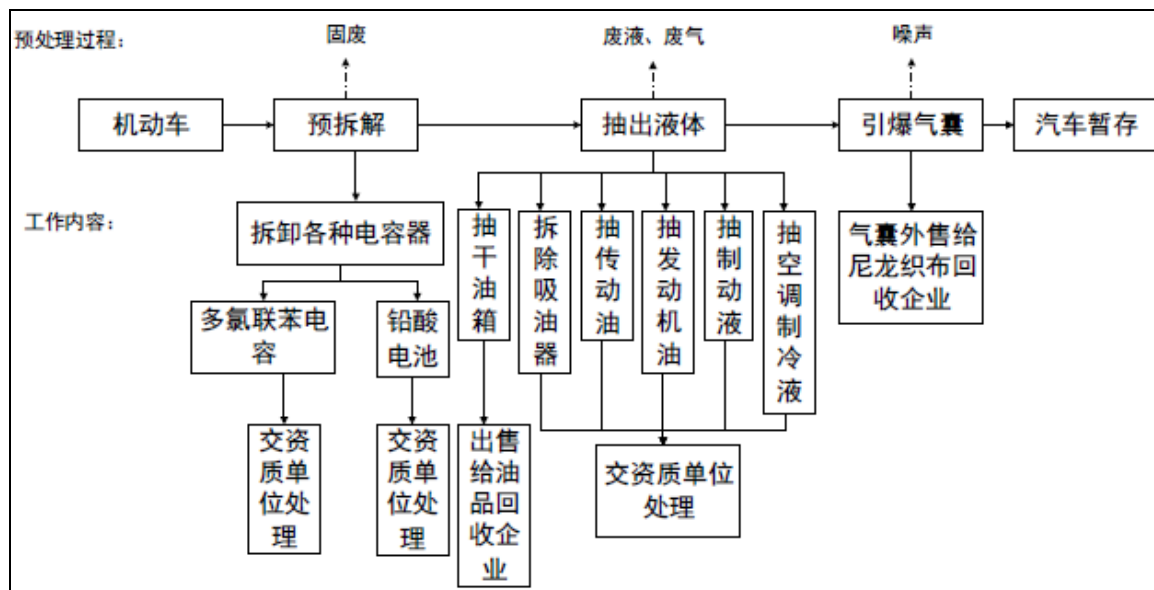 预处理过程：
固废
废液、废气
噪声
机动车
预拆解
抽出液体
引爆气囊
汽车暂存
工作内容：
拆卸各种电容器
抽干油箱
拆除吸油器
抽传动油
抽发动机油
抽制动液
抽空调制冷液
气囊外售给
尼龙织布回
收企业
多氯联苯电
容
铅酸
电池
交资
质单
位处
理
交资
质单
位处
理
出售
给油
品回
收企
业
交资质单位
处理